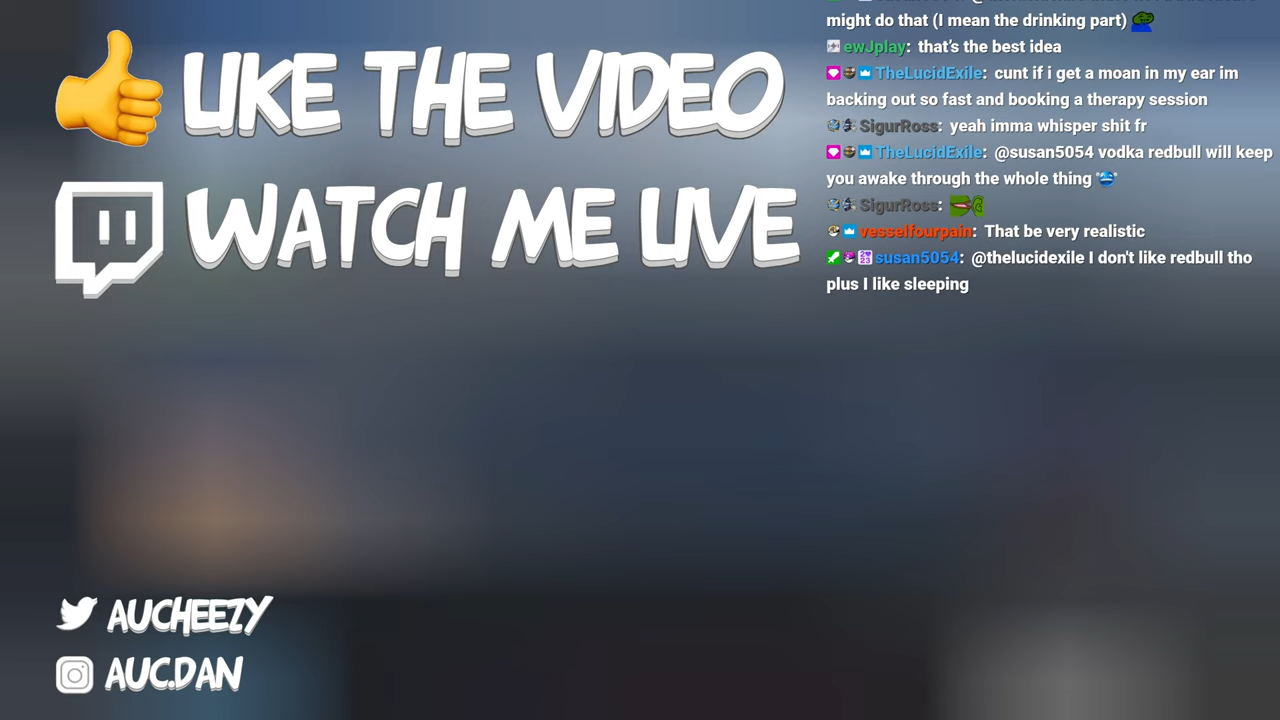 LIKE THE VIDEO
WATCH ME LIVE
might do that (I mean the drinking part)
ewJplay: that's the best idea
TheLucidExile: cunt if i get a moan in my ear im
backing out so fast and booking a therapy session
SigurRoss: yeah imma whisper shit fr
TheLucidExile: @susan5054 vodka redbull will keep
you awake through the whole thing
SigurRoss:
vesselfourpain: That be very realistic
susan5054: @thelucidexile I don't like redbull tho
plus I like sleeping
AUCHEEZY
AUC.DAN